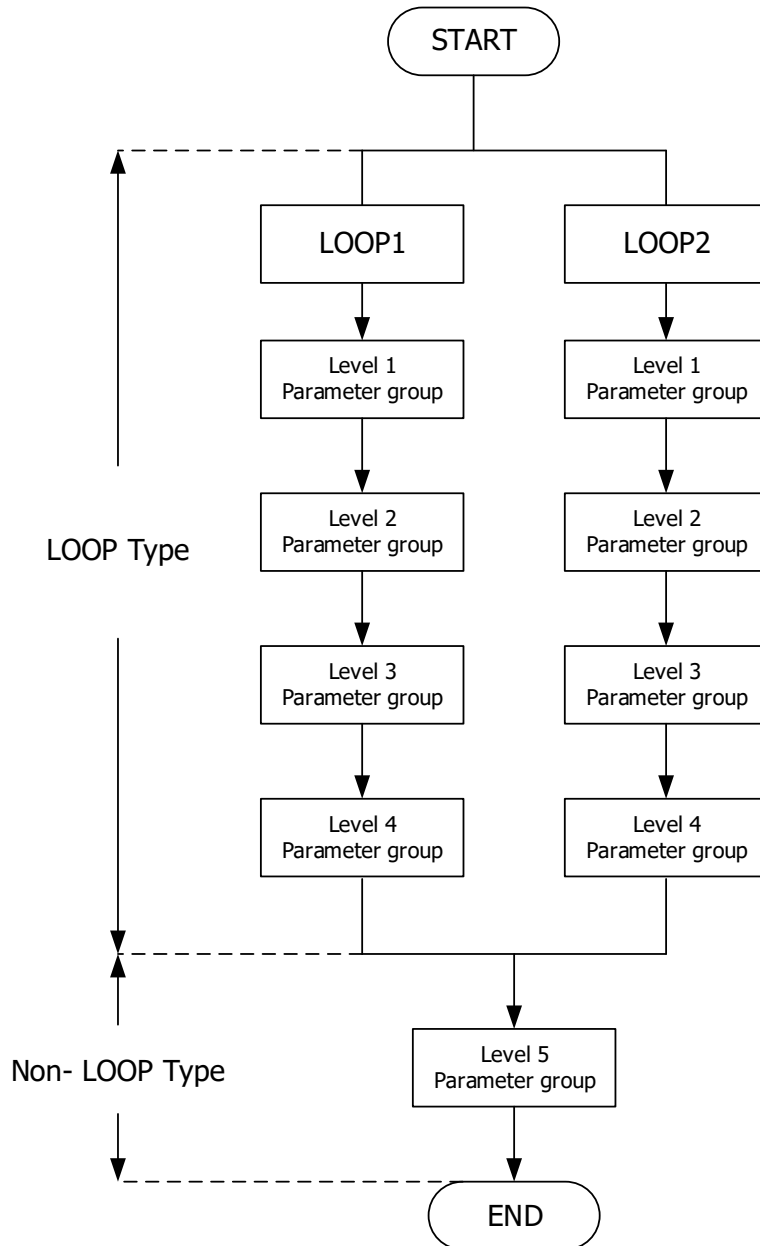 START
LOOP1
LOOP2
Level 1
Parameter group
Level 1
Parameter group
LOOP Type
Level 2
Parameter group
Level 2
Parameter group
Level 3
Parameter group
Level 3
Parameter group
Level 4
Parameter group
Level 4
Parameter group
Non- LOOP Type
Level 5
Parameter group
END